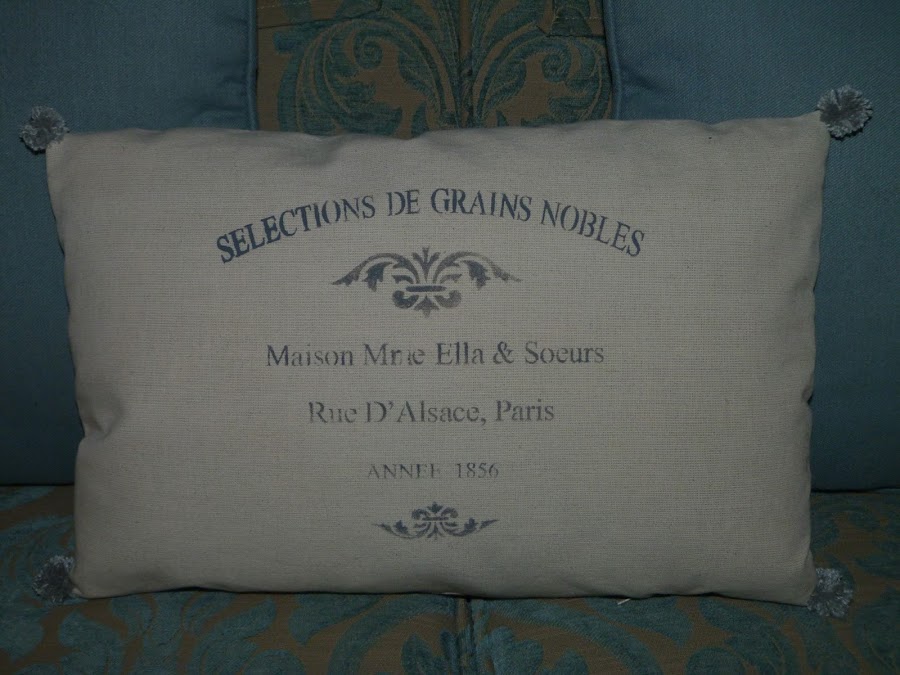 SELECTIONS DE GRAINS NOBLES
Maison Mme Ella & Soeurs
Rue D'Alsace, Paris
ANNEE 1856